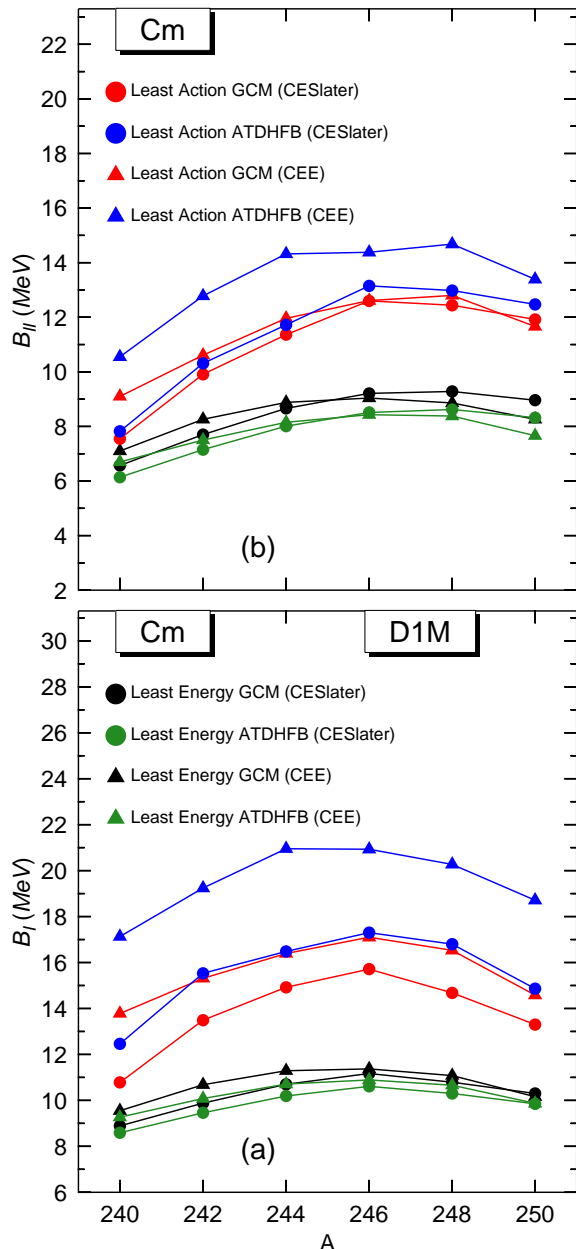 Cm
22
20
18
16
14
12
10
8
6
4
2
B_II (MeV)
Least Action GCM (CESlater)
Least Action ATDHFB (CESlater)
Least Action GCM (CEE)
Least Action ATDHFB (CEE)
(b)
Cm
D1M
30
28
26
24
22
20
18
16
14
12
10
8
6
B_I (MeV)
Least Energy GCM (CESlater)
Least Energy ATDHFB (CESlater)
Least Energy GCM (CEE)
Least Energy ATDHFB (CEE)
(a)
240 242 244 246 248 250
A